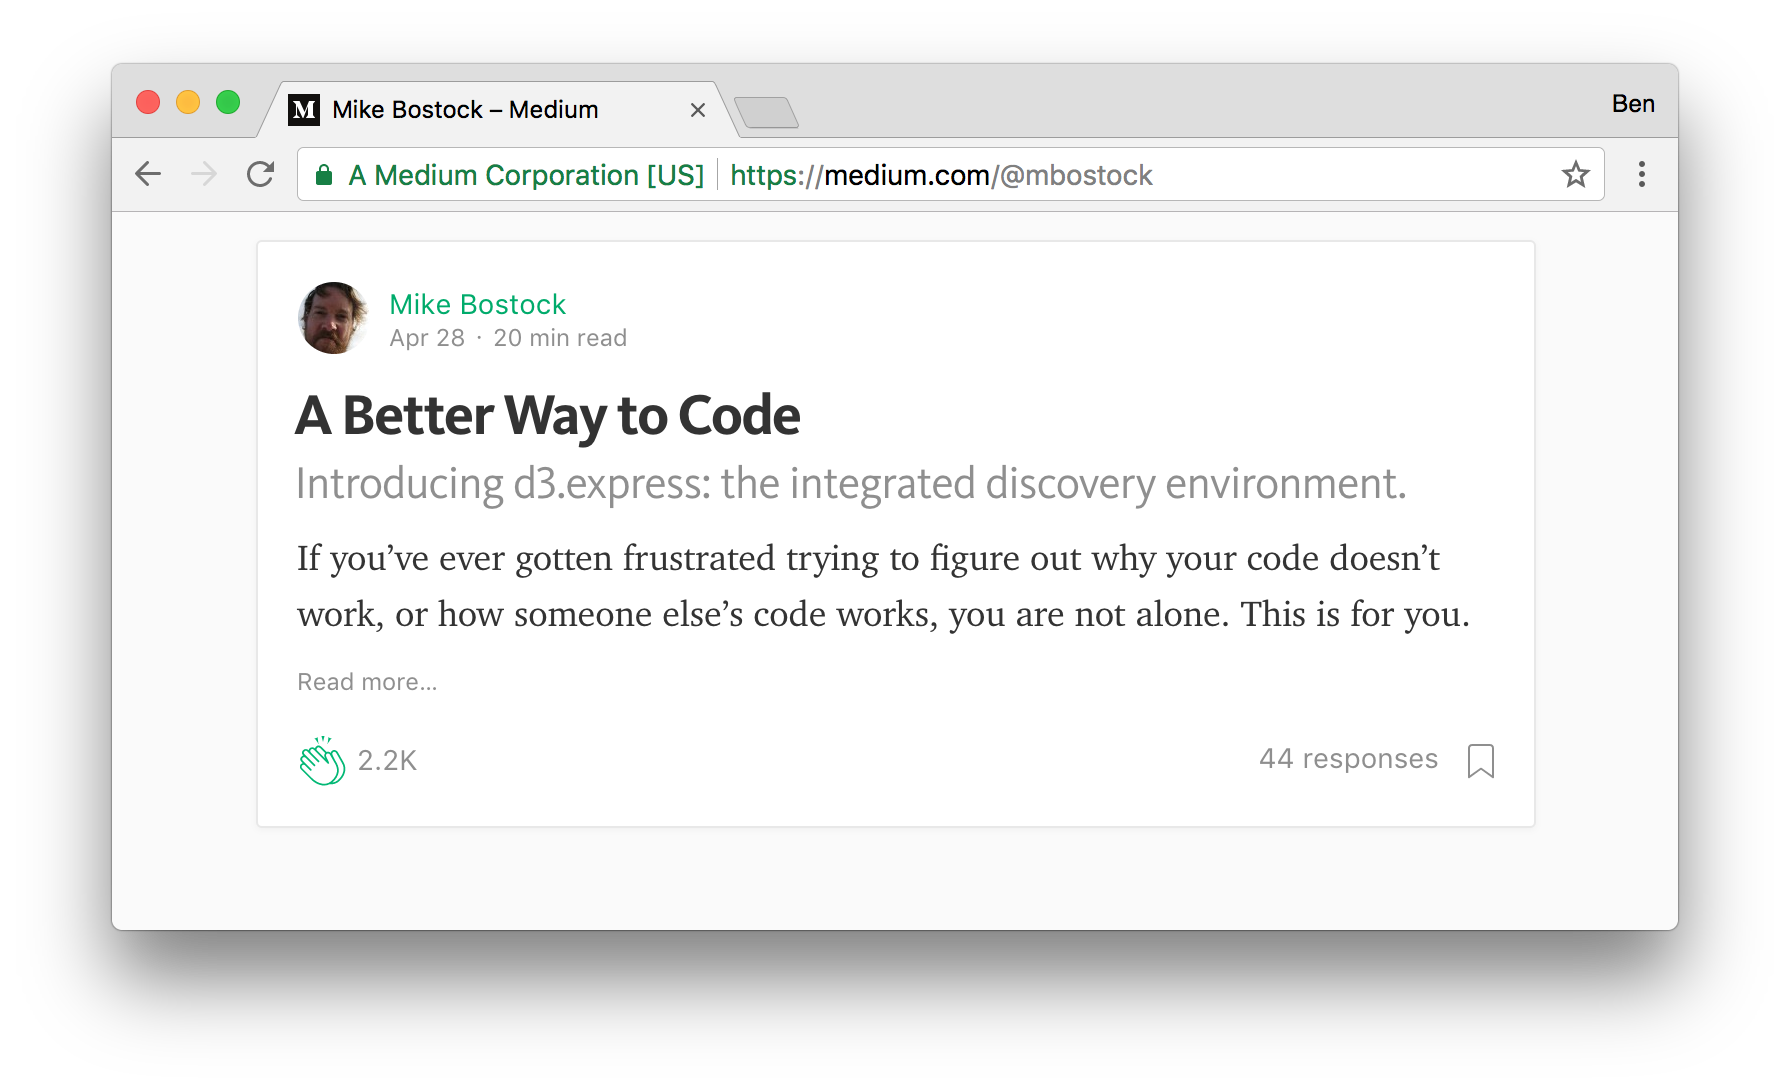 M Mike Bostock – Medium
Ben
A Medium Corporation [US] https://medium.com/@mbostock
Mike Bostock
Apr 28 · 20 min read
A Better Way to Code
Introducing d3.express: the integrated discovery environment.
If you’ve ever gotten frustrated trying to figure out why your code doesn’t
work, or how someone else’s code works, you are not alone. This is for you.
Read more...
2.2K
44 responses